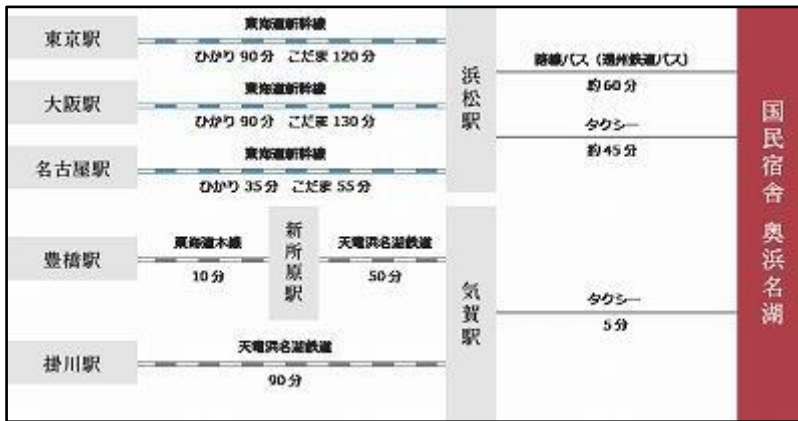 東京駅
東海道新幹線
ひかり 90分 こだま 120分
大阪駅
東海道新幹線
ひかり 90分 こだま 130分
名古屋駅
東海道新幹線
ひかり 35分 こだま 55分
浜松駅
路線バス（遠州鉄道バス）
約60分
タクシー
約45分
豊橋駅
東海道本線
10分
新所原駅
天竜浜名湖鉄道
50分
掛川駅
天竜浜名湖鉄道
90分
気賀駅
タクシー
5分
国民宿舎 奥浜名湖